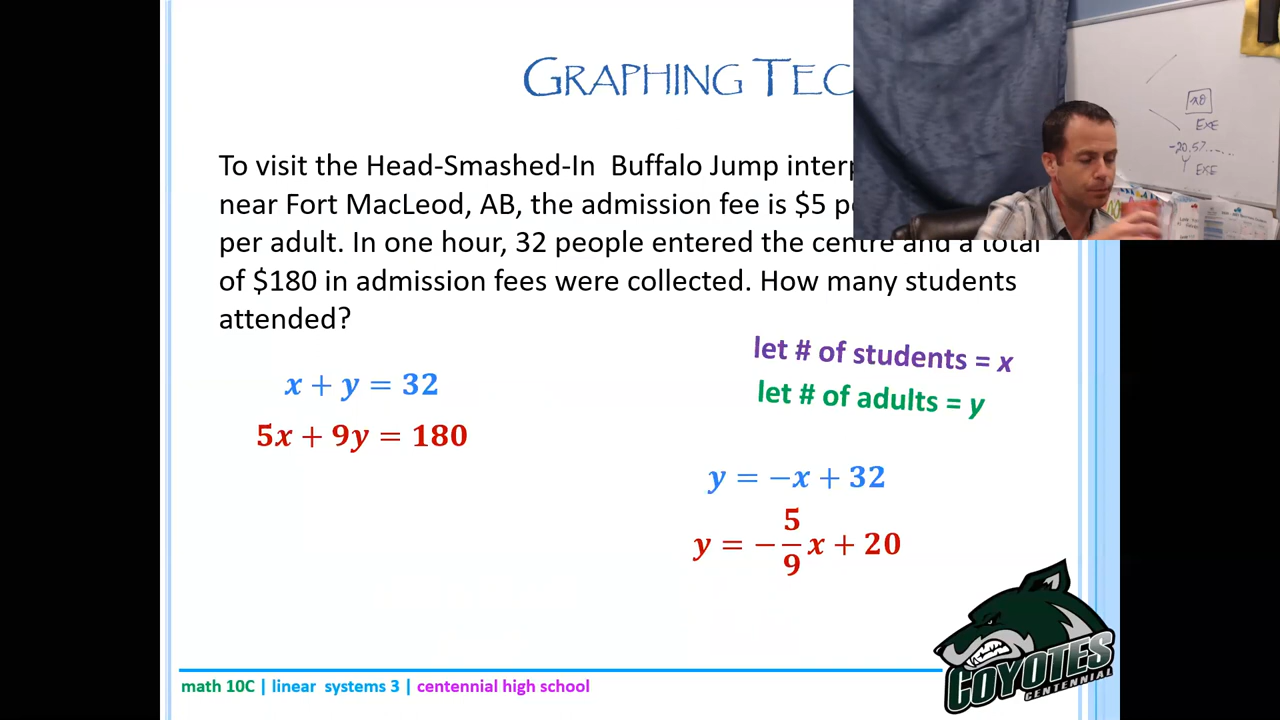 GRAPHING TEC
To visit the Head-Smashed-In Buffalo Jump
near Fort MacLeod, AB, the admission fee is $5
per adult. In one hour, 32 people entered the centre and a total
of $180 in admission fees were collected. How many students
attended?
let # of students = x
let # of adults = y
x + y = 32
5x + 9y = 180
y = −x + 32
y = −5/9x + 20
EXE
-20,57....
EXE
COYOTES
CENTENNIAL
math 10C | linear systems 3 | centennial high school